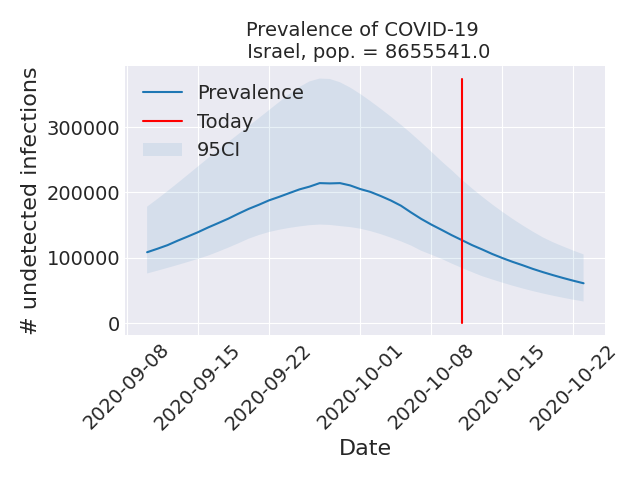 Prevalence of COVID-19
Israel, pop. = 8655541.0
# undetected infections
300000
200000
100000
0
Prevalence
Today
95CI
2020-09-08
2020-09-15
2020-09-22
2020-10-01
2020-10-08
2020-10-15
2020-10-22
Date